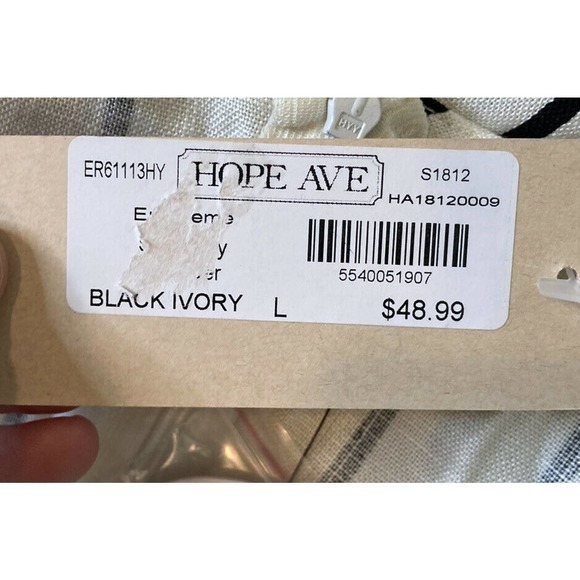 ER61113HY HOPE AVE S1812
HA18120009
5540051907
BLACK IVORY L $48.99